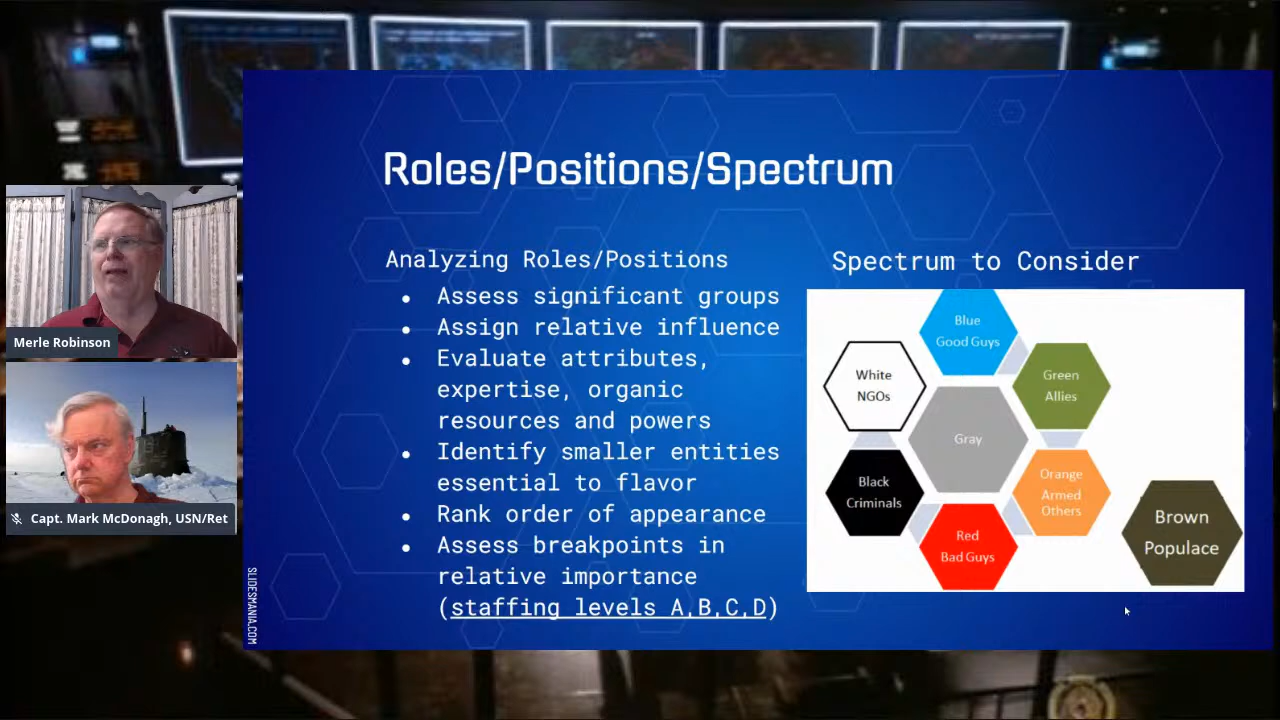 Roles/Positions/Spectrum
Analyzing Roles/Positions
● Assess significant groups
● Assign relative influence
● Evaluate attributes,
expertise, organic
resources and powers
● Identify smaller entities
essential to flavor
● Rank order of appearance
● Assess breakpoints in
relative importance
(staffing levels A,B,C,D)
Spectrum to Consider
Blue
Good Guys
White
NGOs
Green
Allies
Gray
Black
Criminals
Orange
Armed
Others
Red
Bad Guys
Brown
Populace
Merle Robinson
Capt. Mark McDonagh, USN/Ret
SLIDESMANIA.COM